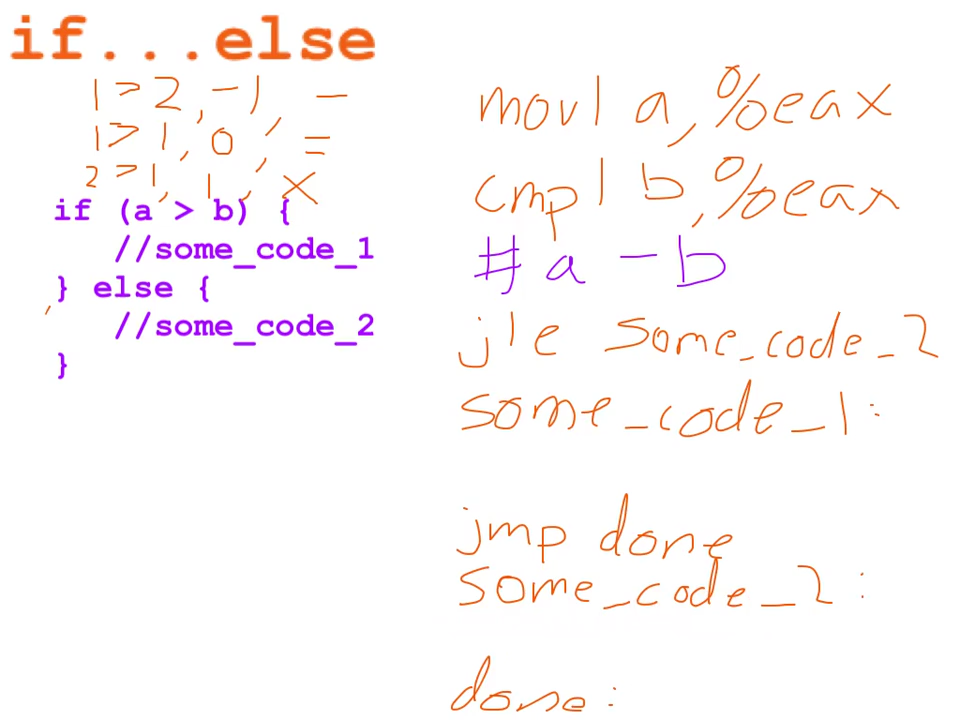 if...else
1 > 2, -1, -
1 > 1, 0, =
2 > 1, 1, X
if (a > b) {
//some_code_1
} else {
//some_code_2
}
movl a, %eax
cmpl b, %eax
# a - b
jle some_code_2
some_code_1:
jmp done
some_code_2:
done: